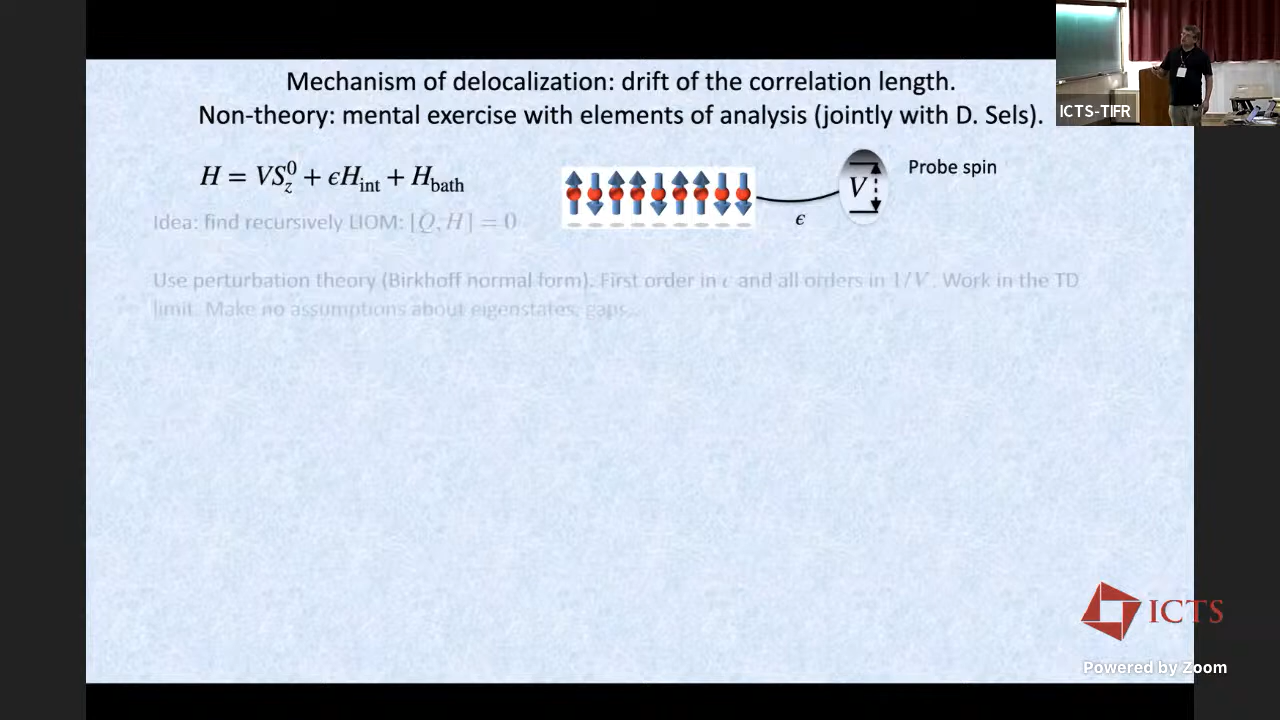 Mechanism of delocalization: drift of the correlation length.
Non-theory: mental exercise with elements of analysis (jointly with D. Sels).
ICTS-TIFR
H = VS_z^0 + ϵH_int + H_bath
V
Probe spin
ϵ
Idea: find recursively LIOM: [Q, H] = 0
Use perturbation theory (Birkhoff normal form). First order in ϵ and all orders in 1/V. Work in the TD
limit. Make no assumptions about eigenstates, gaps...
ICTS
Powered by Zoom